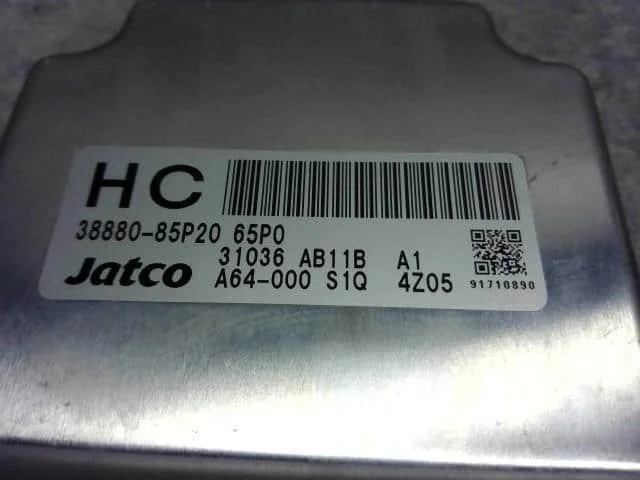 HC
38880-85P20 65P0
31036 AB11B A1
Jatco A64-000 S1Q 4Z05
91710890